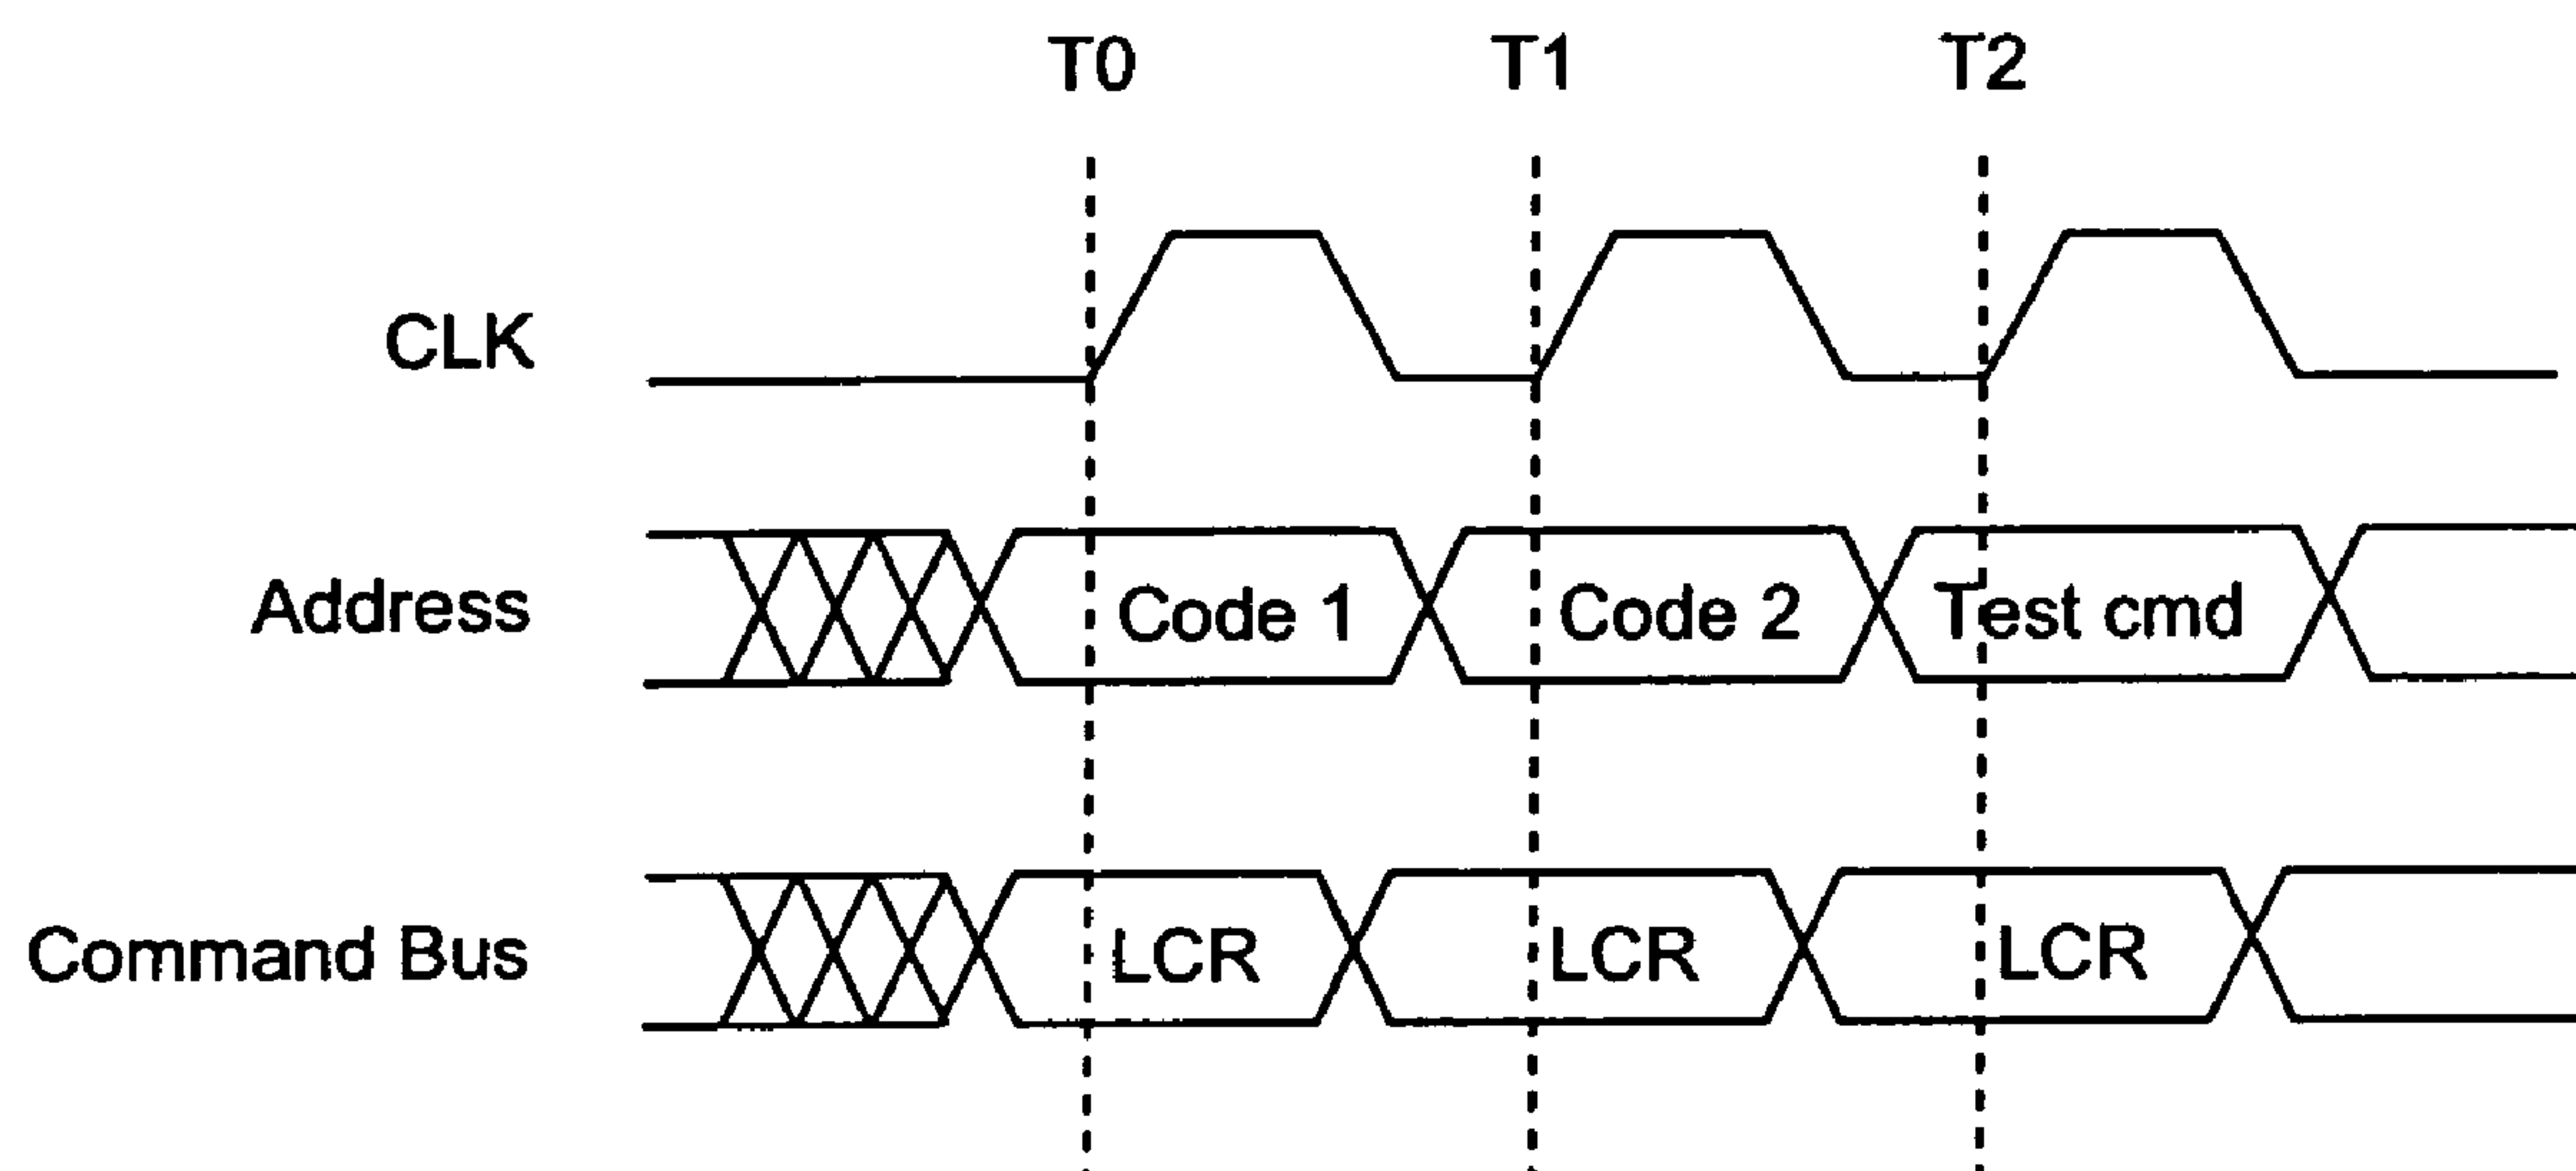 T0 T1 T2
CLK
Address Code 1 Code 2 Test cmd
Command Bus LCR LCR LCR